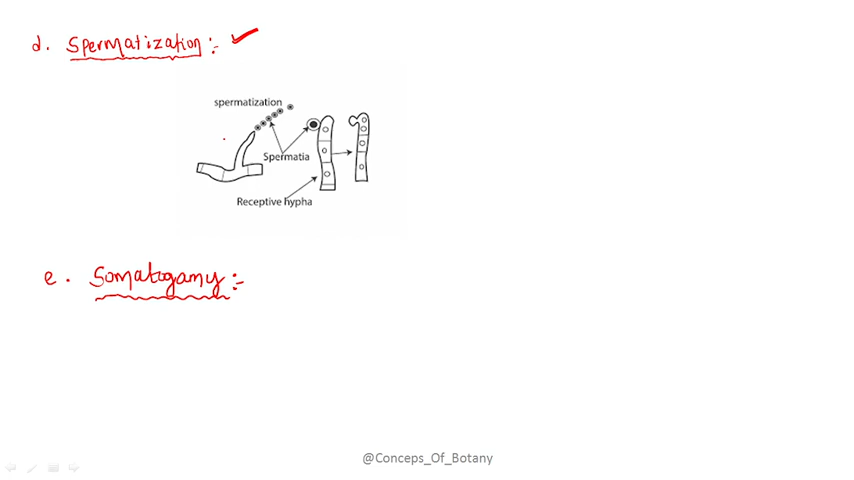 d. Spermatization :-
spermatization
Spermatia
Receptive hypha
e. Somatogamy :-
@Conceps_Of_Botany